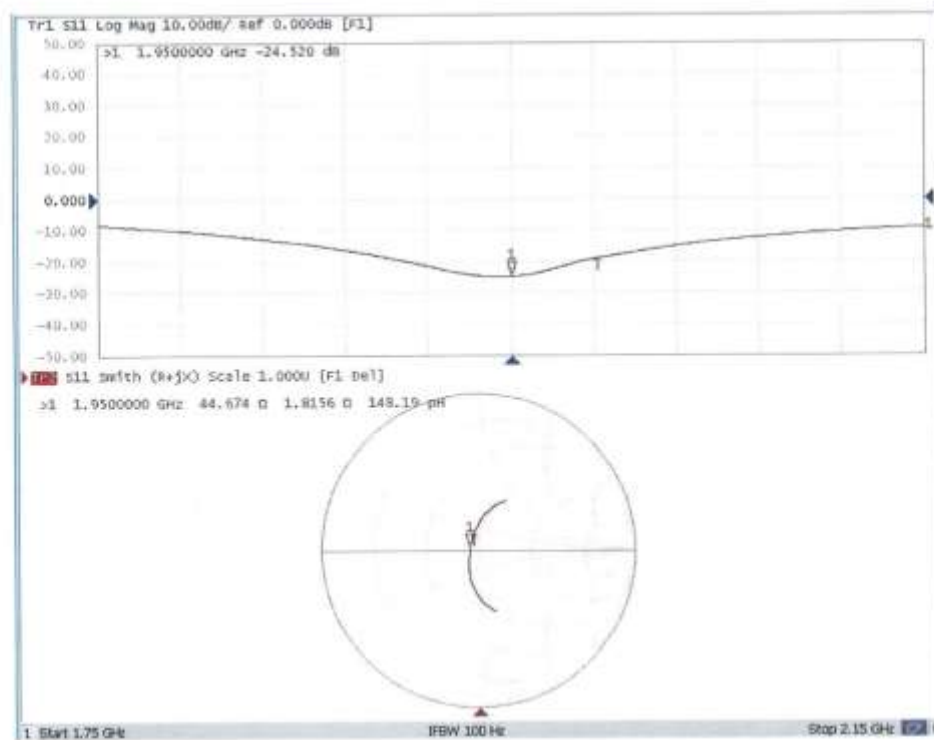 Tr1 S11 Log Mag 10.00dB/ Ref 0.000dB [F1]
50.00
>1 1.9500000 GHz -24.520 dB
40.00
30.00
20.00
10.00
0.000
-10.00
1
-20.00
-30.00
-40.00
-50.00
Tr2 S11 Smith (R+jX) Scale 1.000U [F1 Del]
>1 1.9500000 GHz 44.674 Ω 1.8156 Ω 148.19 pH
1
1 Start 1.75 GHz IFBW 100 Hz Stop 2.15 GHz